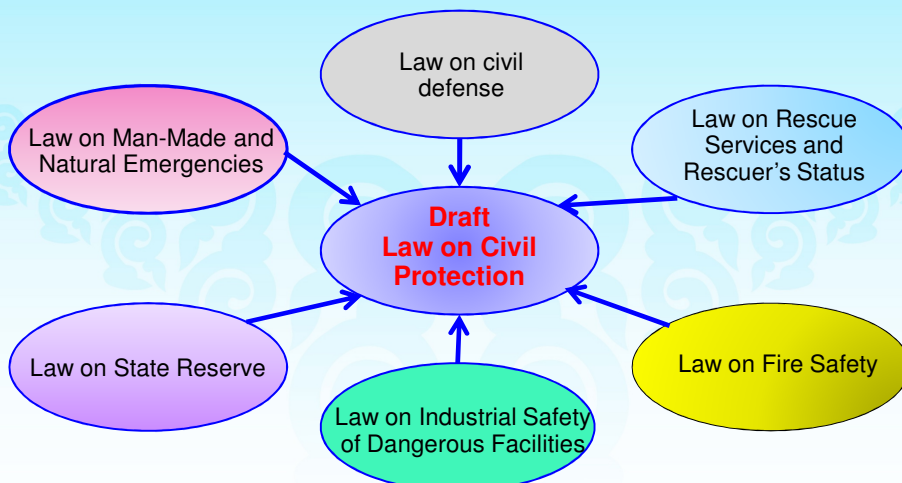 Law on civil
defense
Law on Man-Made and
Natural Emergencies
Law on Rescue
Services and
Rescuer's Status
Draft
Law on Civil
Protection
Law on State Reserve
Law on Fire Safety
Law on Industrial Safety
of Dangerous Facilities